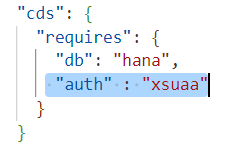 "cds": {
"requires": {
"db": "hana",
"auth" : "xsuaa"
}
}